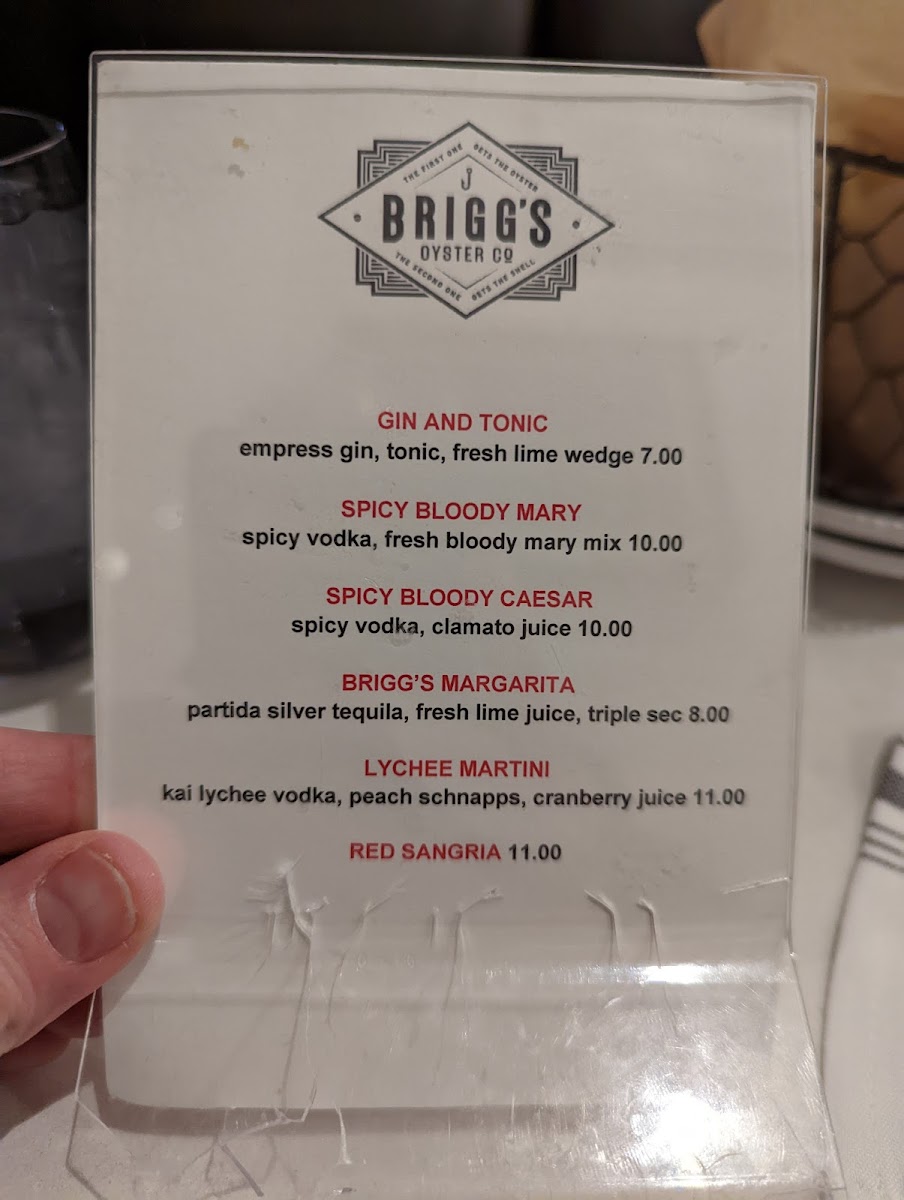 THE FIRST ONE GETS THE OYSTER
BRIGG'S
OYSTER CO
THE SECOND ONE GETS THE SHELL
GIN AND TONIC
empress gin, tonic, fresh lime wedge 7.00
SPICY BLOODY MARY
spicy vodka, fresh bloody mary mix 10.00
SPICY BLOODY CAESAR
spicy vodka, clamato juice 10.00
BRIGG'S MARGARITA
partida silver tequila, fresh lime juice, triple sec 8.00
LYCHEE MARTINI
kai lychee vodka, peach schnapps, cranberry juice 11.00
RED SANGRIA 11.00